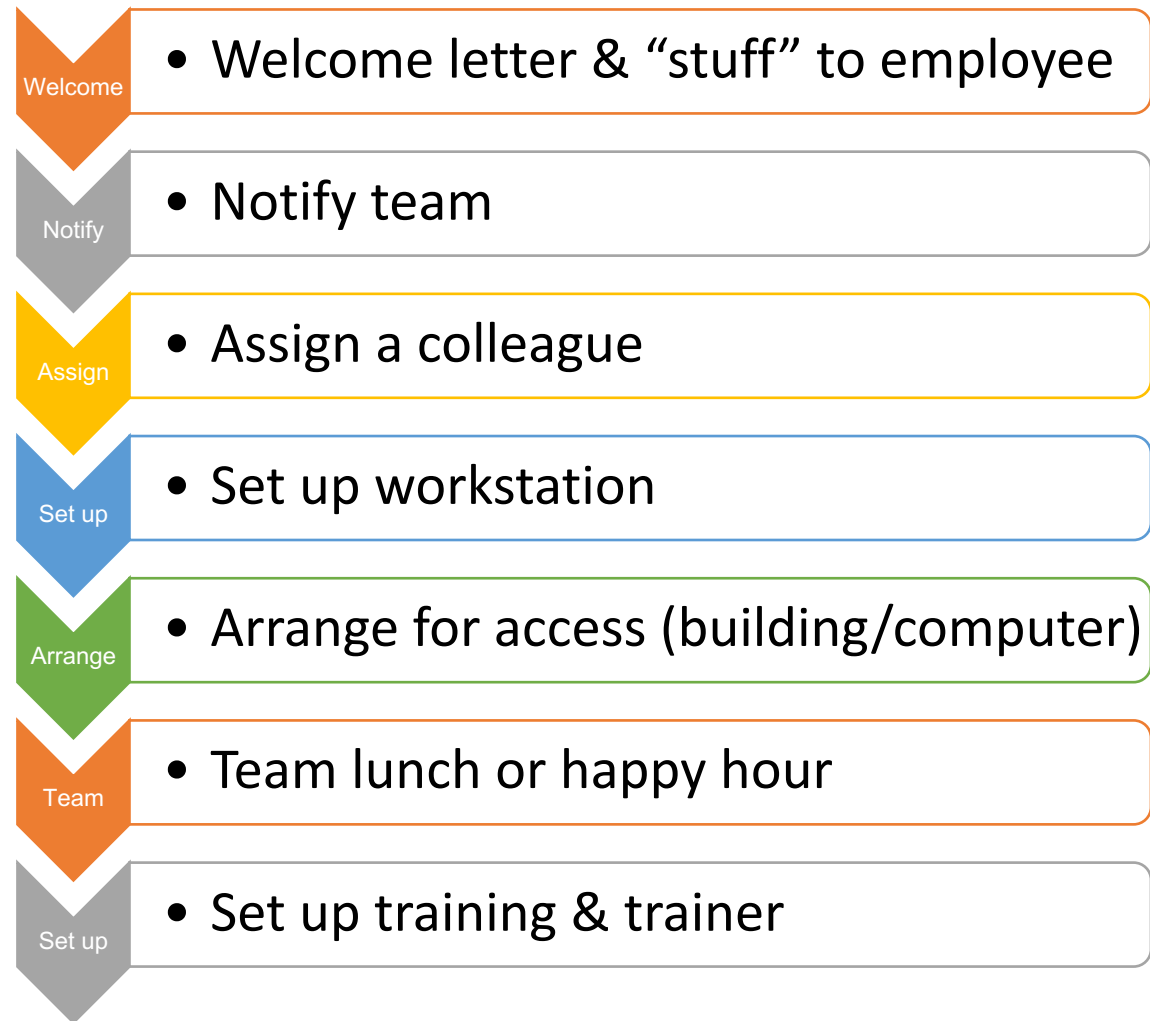 Welcome
• Welcome letter & “stuff” to employee
Notify
• Notify team
Assign
• Assign a colleague
Set up
• Set up workstation
Arrange
• Arrange for access (building/computer)
Team
• Team lunch or happy hour
Set up
• Set up training & trainer